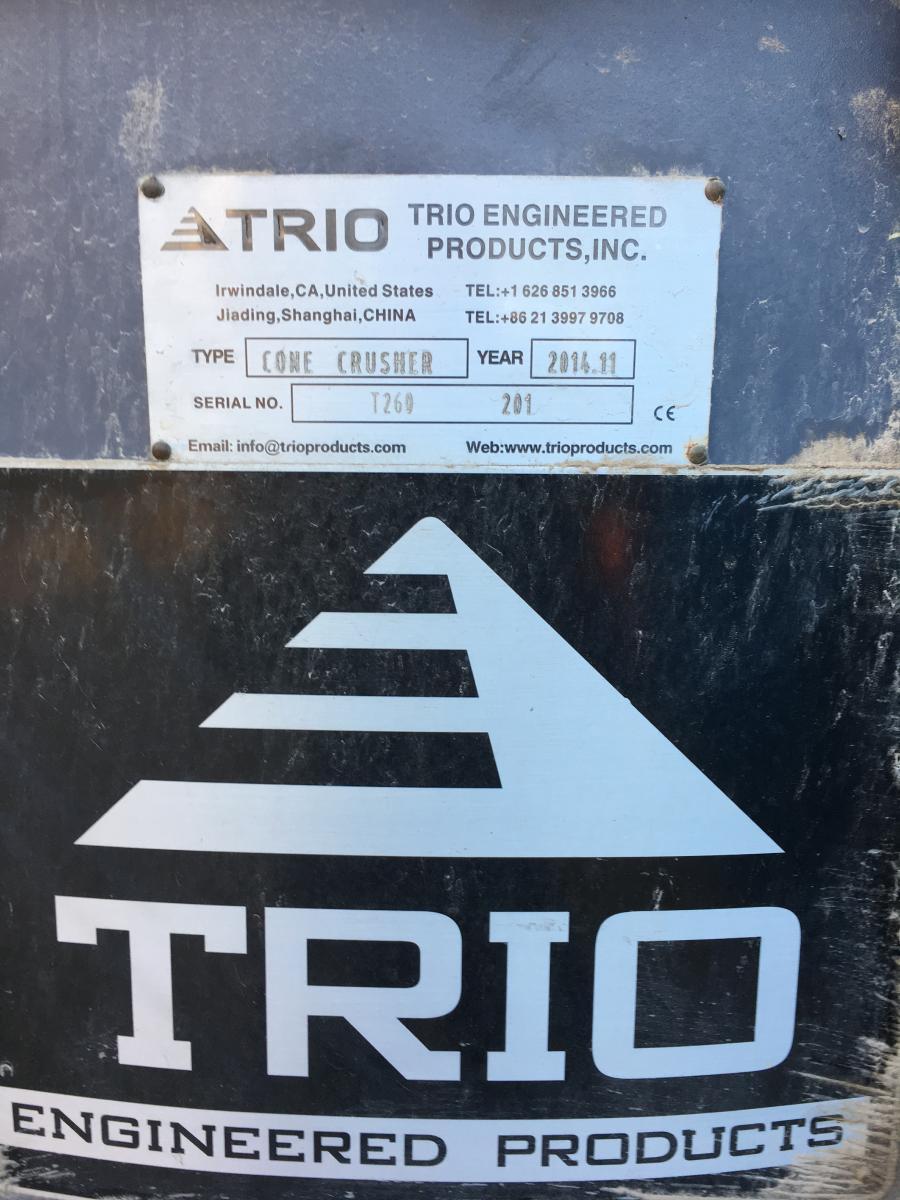 TRIO
TRIO ENGINEERED
PRODUCTS,INC.
Irwindale,CA,United States TEL:+1 626 851 3966
Jiading,Shanghai,CHINA TEL:+86 21 3997 9708
TYPE CONE CRUSHER YEAR 2014.11
SERIAL NO. T260 201
CE
Email: info@trioproducts.com Web:www.trioproducts.com
TRIO
ENGINEERED PRODUCTS